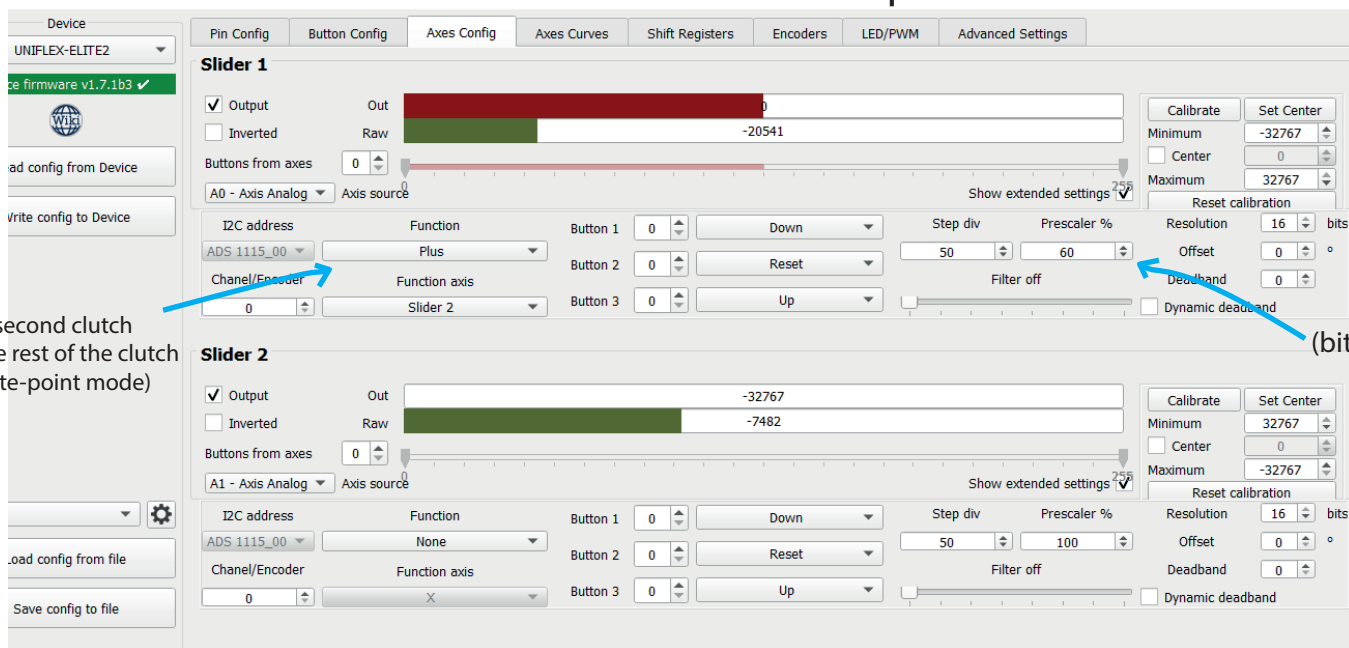 Device
UNIFLEX-ELITE2
ce firmware v1.7.1b3 ✔
Wiki
ad config from Device
Write config to Device
second clutch
e rest of the clutch
te-point mode)
Load config from file
Save config to file
Pin Config Button Config Axes Config Axes Curves Shift Registers Encoders LED/PWM Advanced Settings
Slider 1
Output Out 0
Inverted Raw -20541
Buttons from axes 0
0 255
A0 - Axis Analog Axis source Show extended settings
Calibrate Set Center
Minimum -32767
Center 0
Maximum 32767
Reset calibration
I2C address Function Button 1 0 Down Step div Prescaler % Resolution 16 bits
ADS 1115_00 Plus Button 2 0 Reset 50 60 Offset 0 °
Chanel/Encoder Function axis Filter off Deadband 0
0 Slider 2 Button 3 0 Up Dynamic deadband
(bit
Slider 2
Output Out -32767
Inverted Raw -7482
Buttons from axes 0
0 255
A1 - Axis Analog Axis source Show extended settings
Calibrate Set Center
Minimum 32767
Center 0
Maximum -32767
Reset calibration
I2C address Function Button 1 0 Down Step div Prescaler % Resolution 16 bits
ADS 1115_00 None Button 2 0 Reset 50 100 Offset 0 °
Chanel/Encoder Function axis Filter off Deadband 0
0 X Button 3 0 Up Dynamic deadband